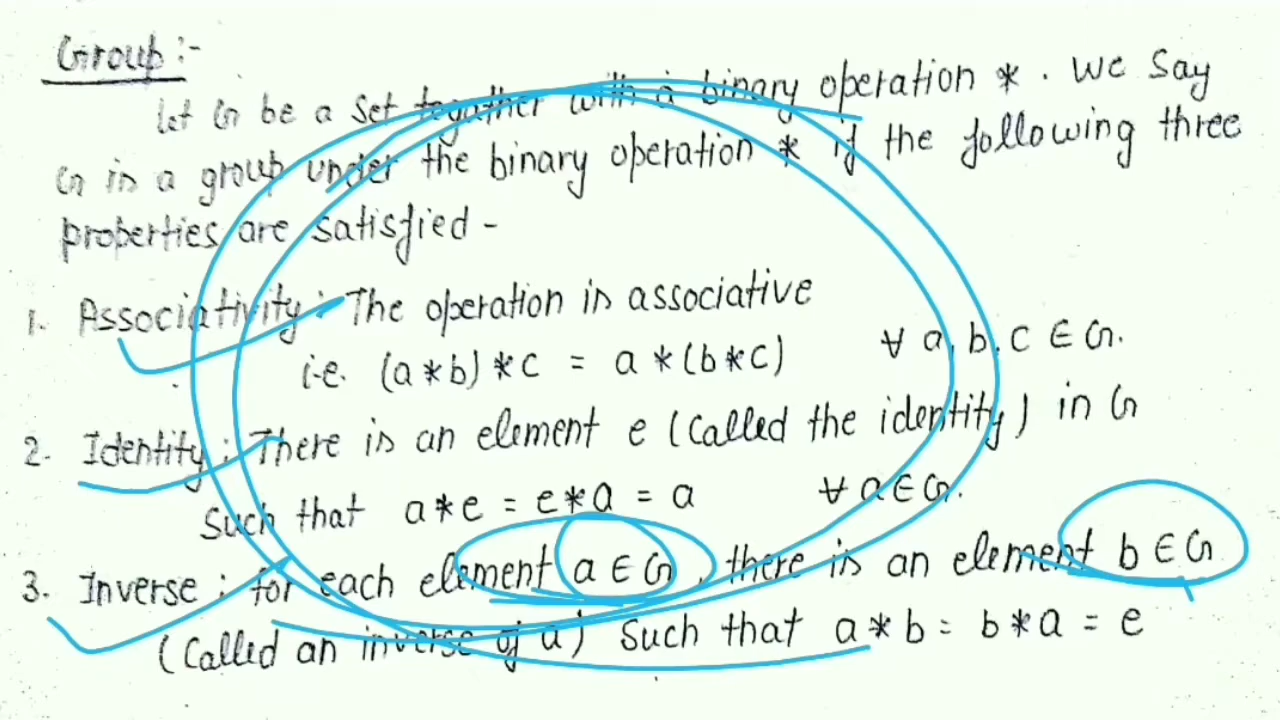 Group :-
Let G be a set together with a binary operation * . We say
G is a group under the binary operation * if the following three
properties are satisfied -
1. Associativity : The operation is associative
i.e. (a*b)*c = a*(b*c) ∀ a, b, c ∈ G.
2. Identity : There is an element e (called the identity) in G
Such that a*e = e*a = a ∀ a ∈ G.
3. Inverse : for each element a ∈ G, there is an element b ∈ G
(Called an inverse of a) Such that a*b = b*a = e